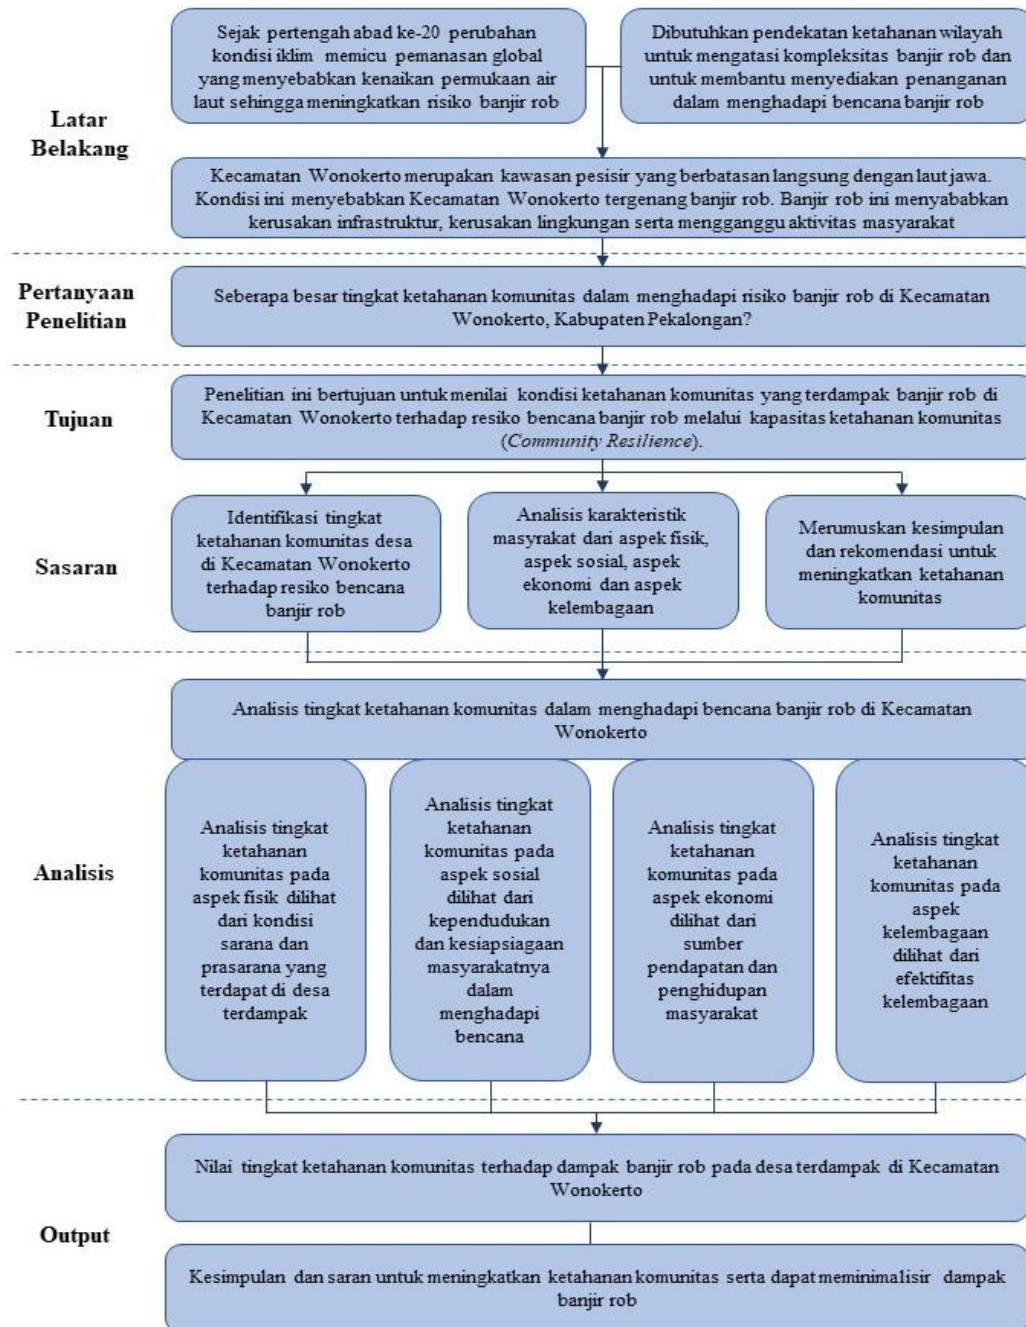 Latar
Belakang
Sejak pertengah abad ke-20 perubahan
kondisi iklim memicu pemanasan global
yang menyebabkan kenaikan permukaan air
laut sehingga meningkatkan risiko banjir rob
Dibutuhkan pendekatan ketahanan wilayah
untuk mengatasi kompleksitas banjir rob dan
untuk membantu menyediakan penanganan
dalam menghadapi bencana banjir rob
Kecamatan Wonokerto merupakan kawasan pesisir yang berbatasan langsung dengan laut jawa.
Kondisi ini menyebabkan Kecamatan Wonokerto tergenang banjir rob. Banjir rob ini menyababkan
kerusakan infrastruktur, kerusakan lingkungan serta mengganggu aktivitas masyarakat
Pertanyaan
Penelitian
Seberapa besar tingkat ketahanan komunitas dalam menghadapi risiko banjir rob di Kecamatan
Wonokerto, Kabupaten Pekalongan?
Tujuan
Penelitian ini bertujuan untuk menilai kondisi ketahanan komunitas yang terdampak banjir rob di
Kecamatan Wonokerto terhadap resiko bencana banjir rob melalui kapasitas ketahanan komunitas
(Community Resilience).
Sasaran
Identifikasi tingkat
ketahanan komunitas desa
di Kecamatan Wonokerto
terhadap resiko bencana
banjir rob
Analisis karakteristik
masyrakat dari aspek fisik,
aspek sosial, aspek
ekonomi dan aspek
kelembagaan
Merumuskan kesimpulan
dan rekomendasi untuk
meningkatkan ketahanan
komunitas
Analisis
Analisis tingkat ketahanan komunitas dalam menghadapi bencana banjir rob di Kecamatan
Wonokerto
Analisis tingkat
ketahanan
komunitas pada
aspek fisik dilihat
dari kondisi
sarana dan
prasarana yang
terdapat di desa
terdampak
Analisis tingkat
ketahanan
komunitas pada
aspek sosial
dilihat dari
kependudukan
dan kesiapsiagaan
masyarakatnya
dalam
menghadapi
bencana
Analisis tingkat
ketahanan
komunitas pada
aspek ekonomi
dilihat dari
sumber
pendapatan dan
penghidupan
masyarakat
Analisis tingkat
ketahanan
komunitas pada
aspek
kelembagaan
dilihat dari
efektifitas
kelembagaan
Output
Nilai tingkat ketahanan komunitas terhadap dampak banjir rob pada desa terdampak di Kecamatan
Wonokerto
Kesimpulan dan saran untuk meningkatkan ketahanan komunitas serta dapat meminimalisir dampak
banjir rob